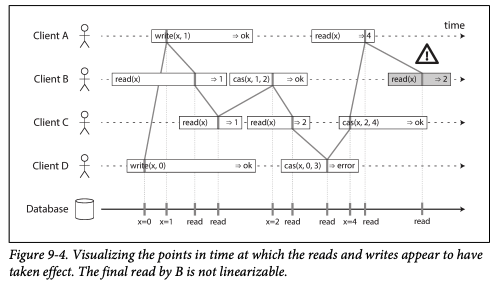 time
Client A write(x, 1) ⇒ ok read(x) ⇒ 4
Client B read(x) ⇒ 1 cas(x, 1, 2) ⇒ ok read(x) ⇒ 2
Client C read(x) ⇒ 1 read(x) ⇒ 2 cas(x, 2, 4) ⇒ ok
Client D write(x, 0) ⇒ ok cas(x, 0, 3) ⇒ error
Database
x=0 x=1 read read x=2 read read x=4 read read
Figure 9-4. Visualizing the points in time at which the reads and writes appear to have
taken effect. The final read by B is not linearizable.